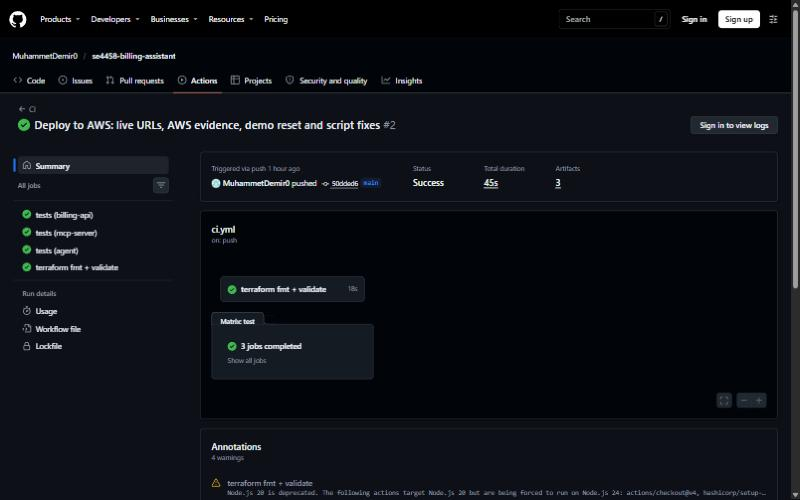 Products Developers Businesses Resources Pricing Search / Sign in Sign up
MuhammetDemir0 / se4458-billing-assistant
Code Issues Pull requests Actions Projects Security and quality Insights
← CI
Deploy to AWS: live URLs, AWS evidence, demo reset and script fixes #2
Sign in to view logs
Summary
All jobs
tests (billing-api)
tests (mcp-server)
tests (agent)
terraform fmt + validate
Run details
Usage
Workflow file
Lockfile
Triggered via push 1 hour ago
MuhammetDemir0 pushed 50dded6 main
Status
Success
Total duration
45s
Artifacts
3
ci.yml
on: push
terraform fmt + validate 18s
Matrix: test
3 jobs completed
Show all jobs
Annotations
4 warnings
terraform fmt + validate
Node.js 20 is deprecated. The following actions target Node.js 20 but are being forced to run on Node.js 24: actions/checkout@v4, hashicorp/setup-…